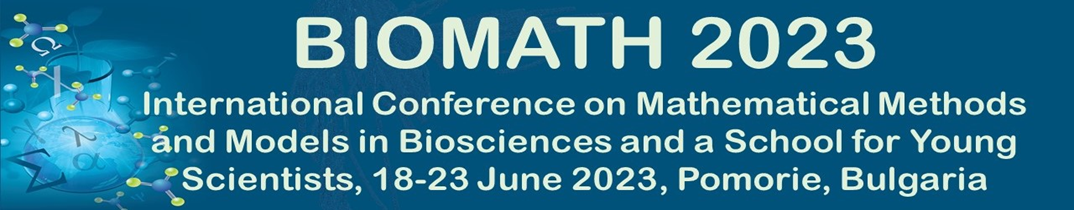 BIOMATH 2023
International Conference on Mathematical Methods
and Models in Biosciences and a School for Young
Scientists, 18-23 June 2023, Pomorie, Bulgaria
Ω
λ
α
Σ